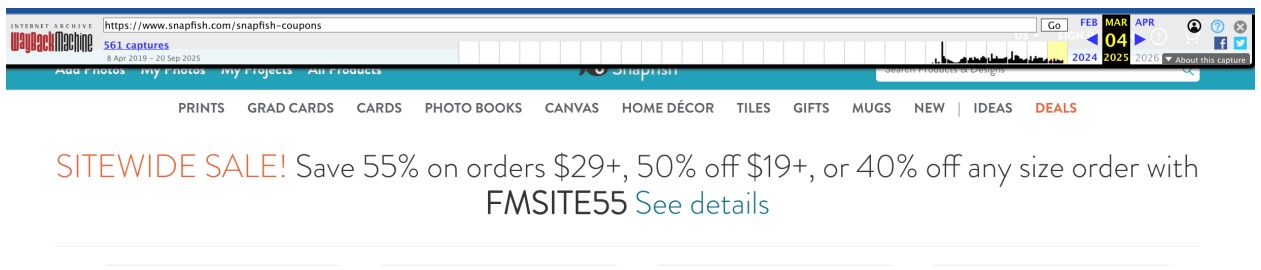 INTERNET ARCHIVE
WayBackMachine
https://www.snapfish.com/snapfish-coupons
Go
561 captures
8 Apr 2019 – 20 Sep 2025
FEB MAR APR
04
2024 2025 2026
About this capture
Add Photos My Photos My Projects All Products
Snapfish
Search Products & Designs
PRINTS GRAD CARDS CARDS PHOTO BOOKS CANVAS HOME DÉCOR TILES GIFTS MUGS NEW | IDEAS DEALS
SITEWIDE SALE! Save 55% on orders $29+, 50% off $19+, or 40% off any size order with
FMSITE55 See details